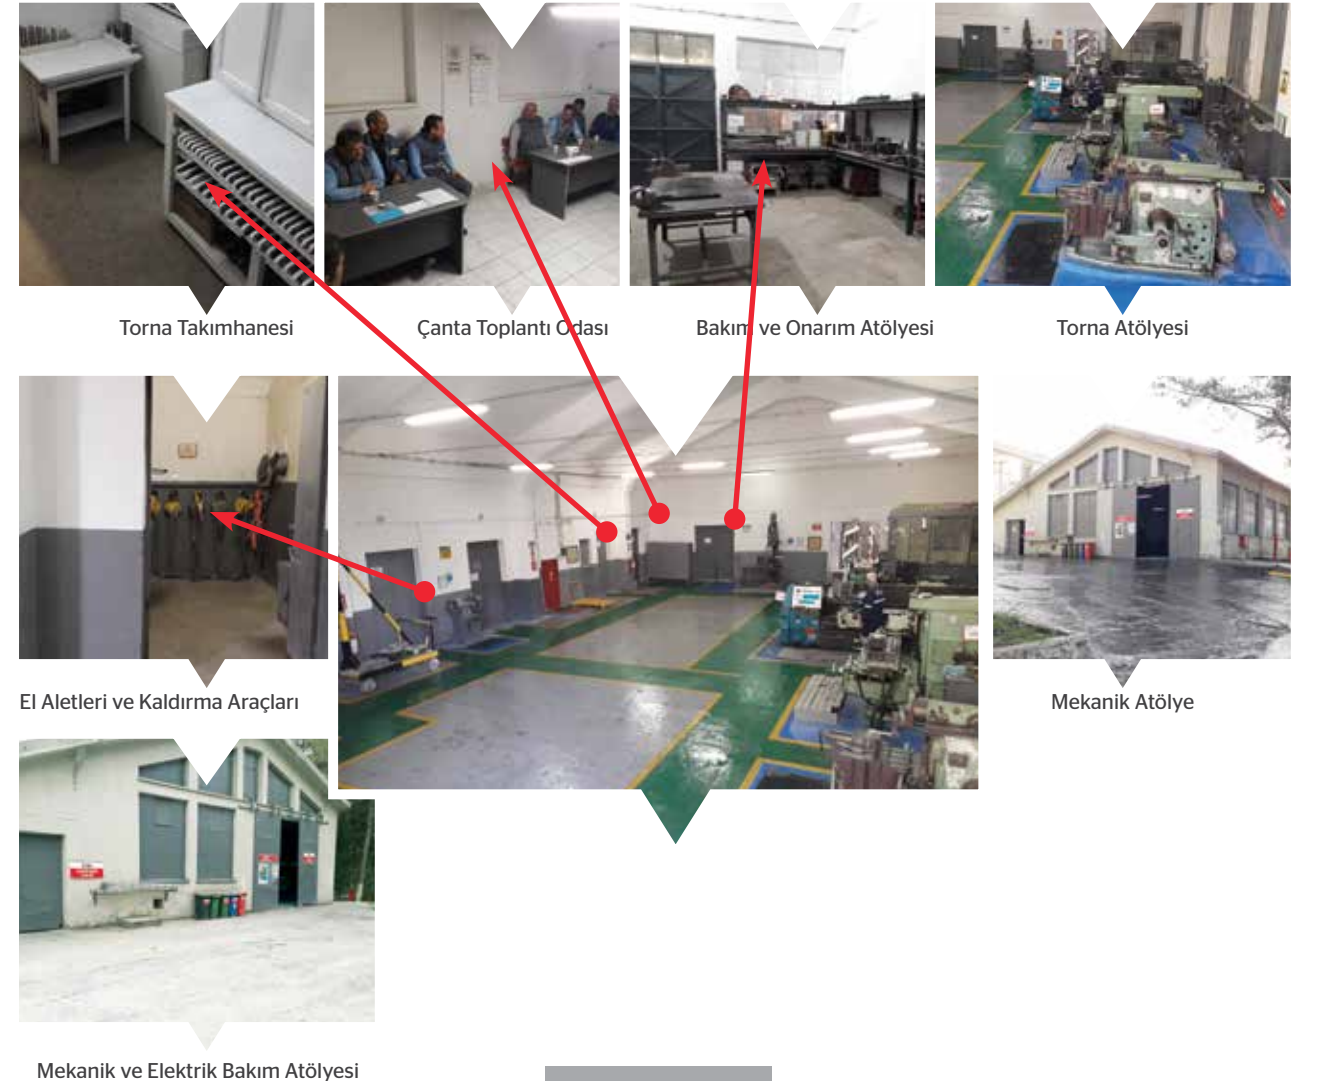 Torna Takımhanesi
Çanta Toplantı Odası
Bakım ve Onarım Atölyesi
Torna Atölyesi
El Aletleri ve Kaldırma Araçları
Mekanik Atölye
Mekanik ve Elektrik Bakım Atölyesi